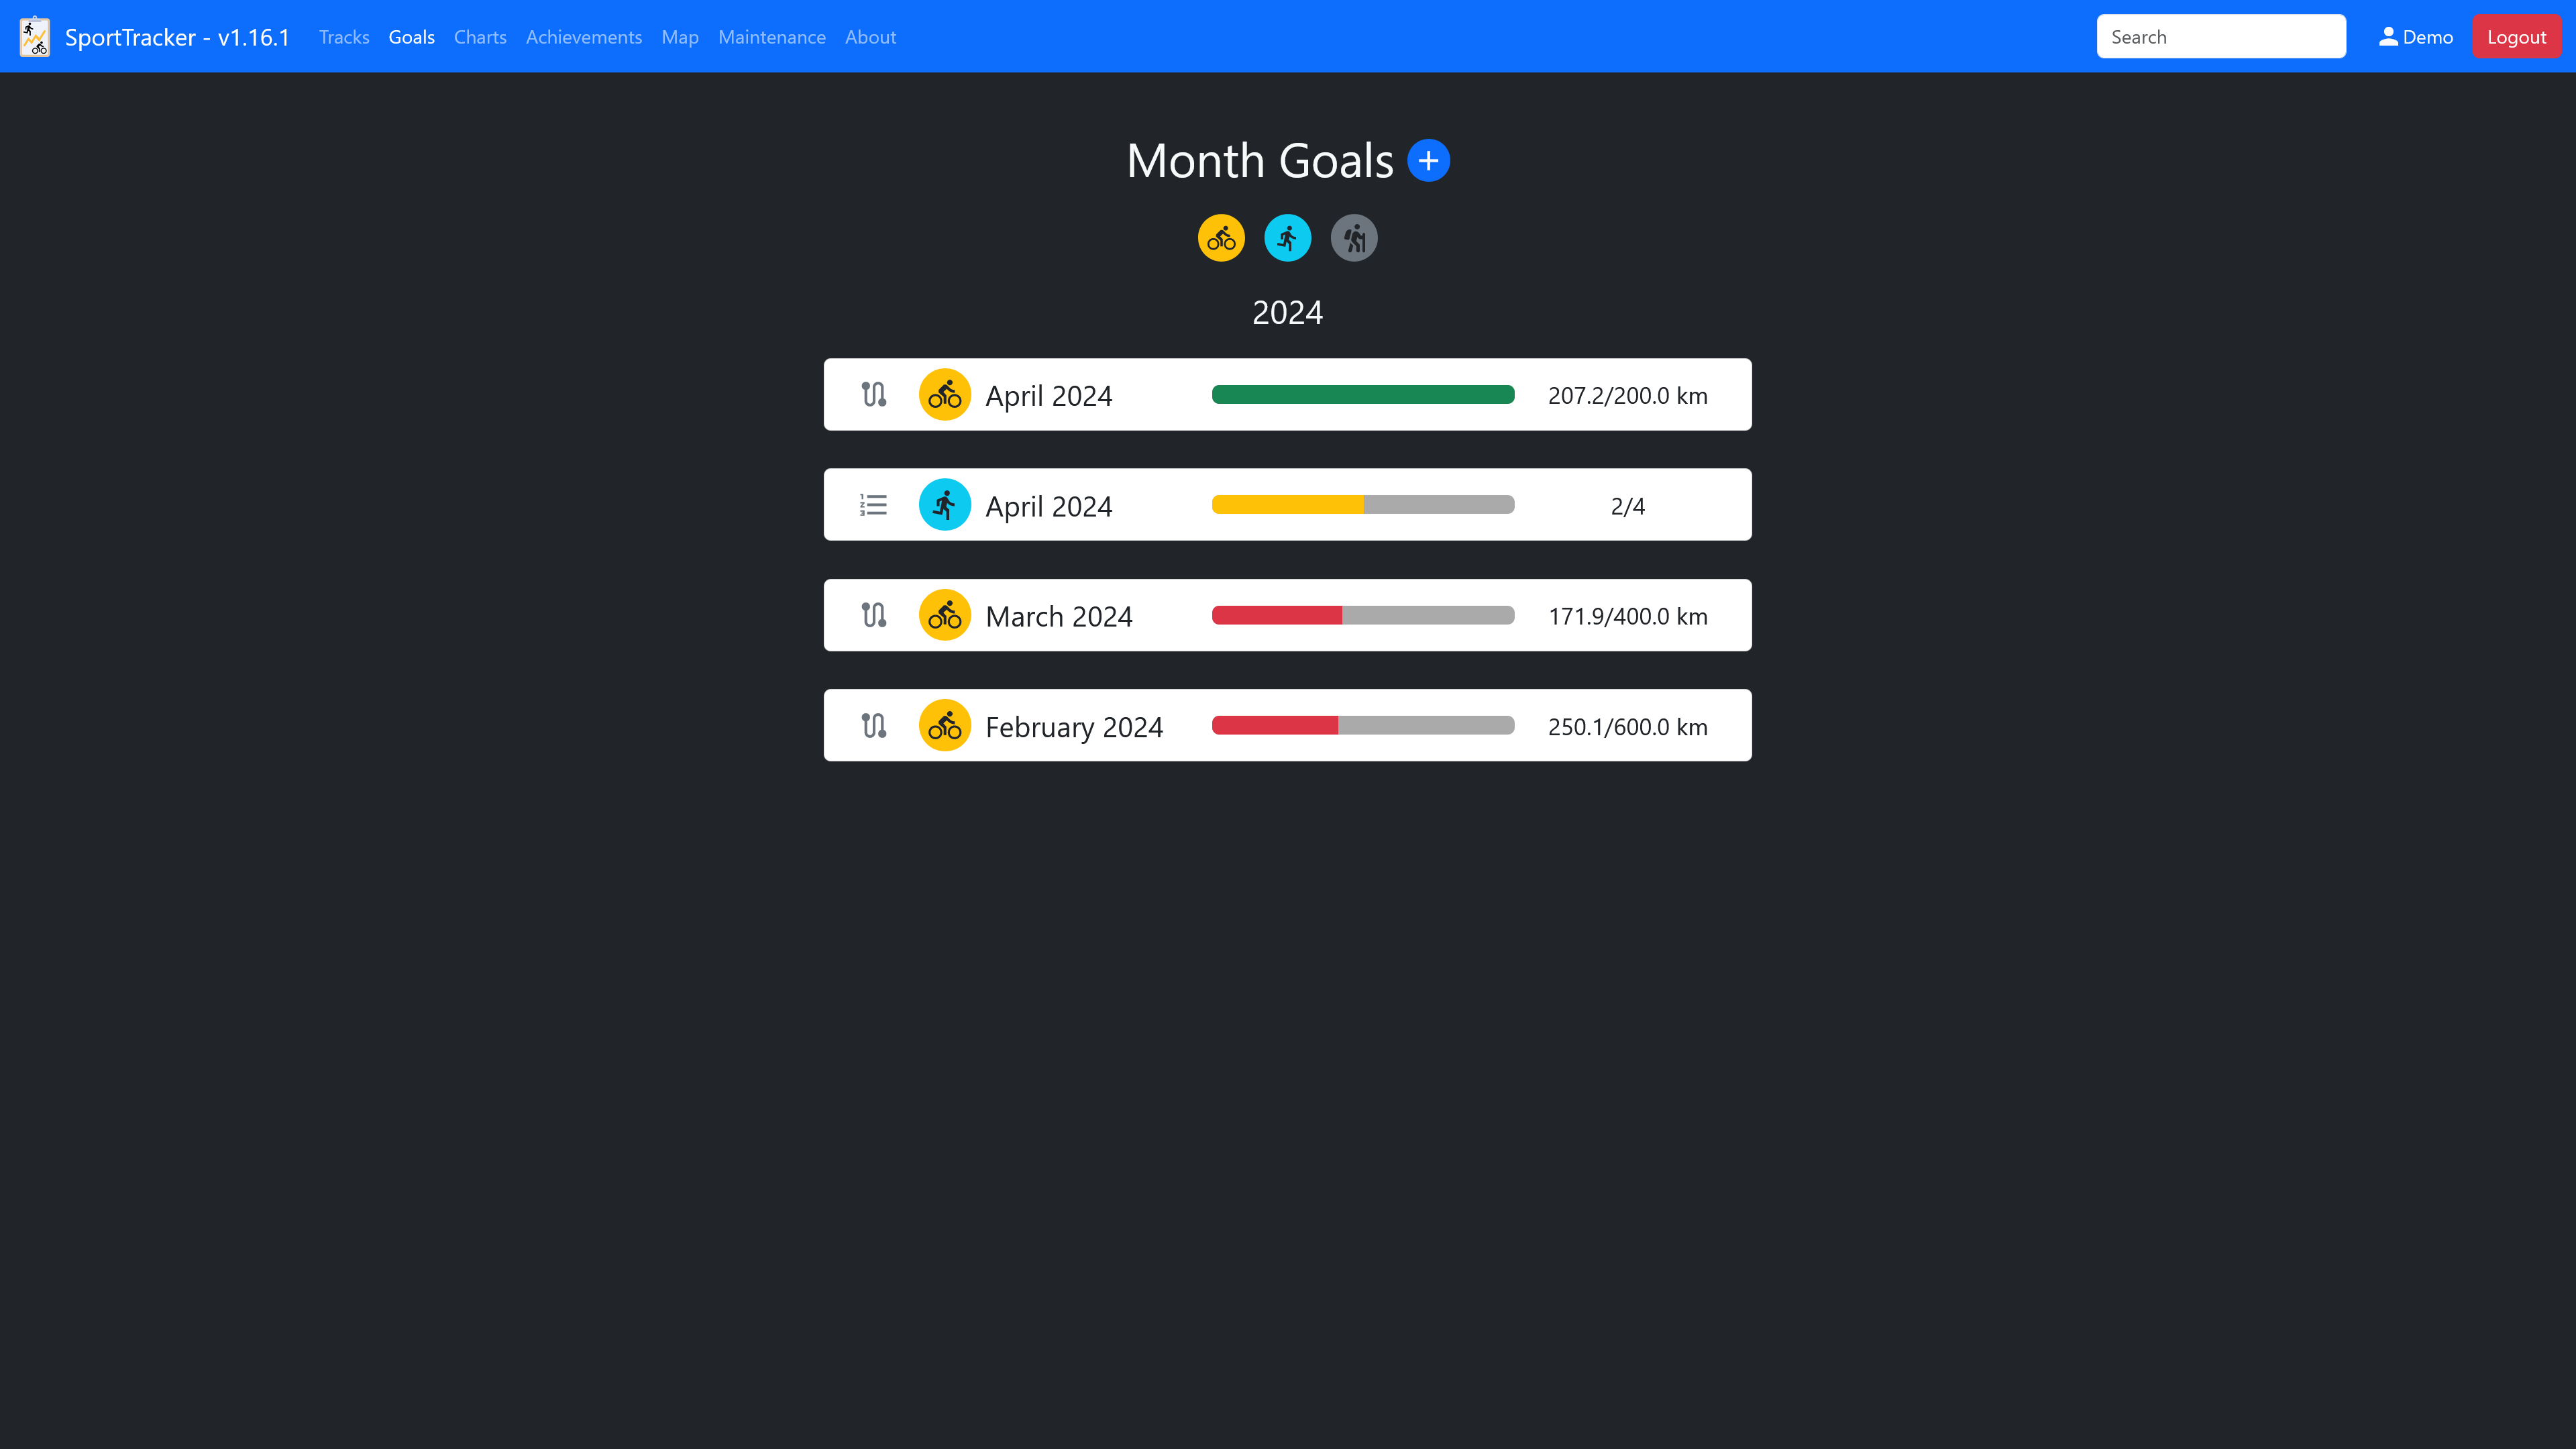 SportTracker - v1.16.1 Tracks Goals Charts Achievements Map Maintenance About Search Demo Logout
Month Goals
2024
April 2024 207.2/200.0 km
April 2024 2/4
March 2024 171.9/400.0 km
February 2024 250.1/600.0 km